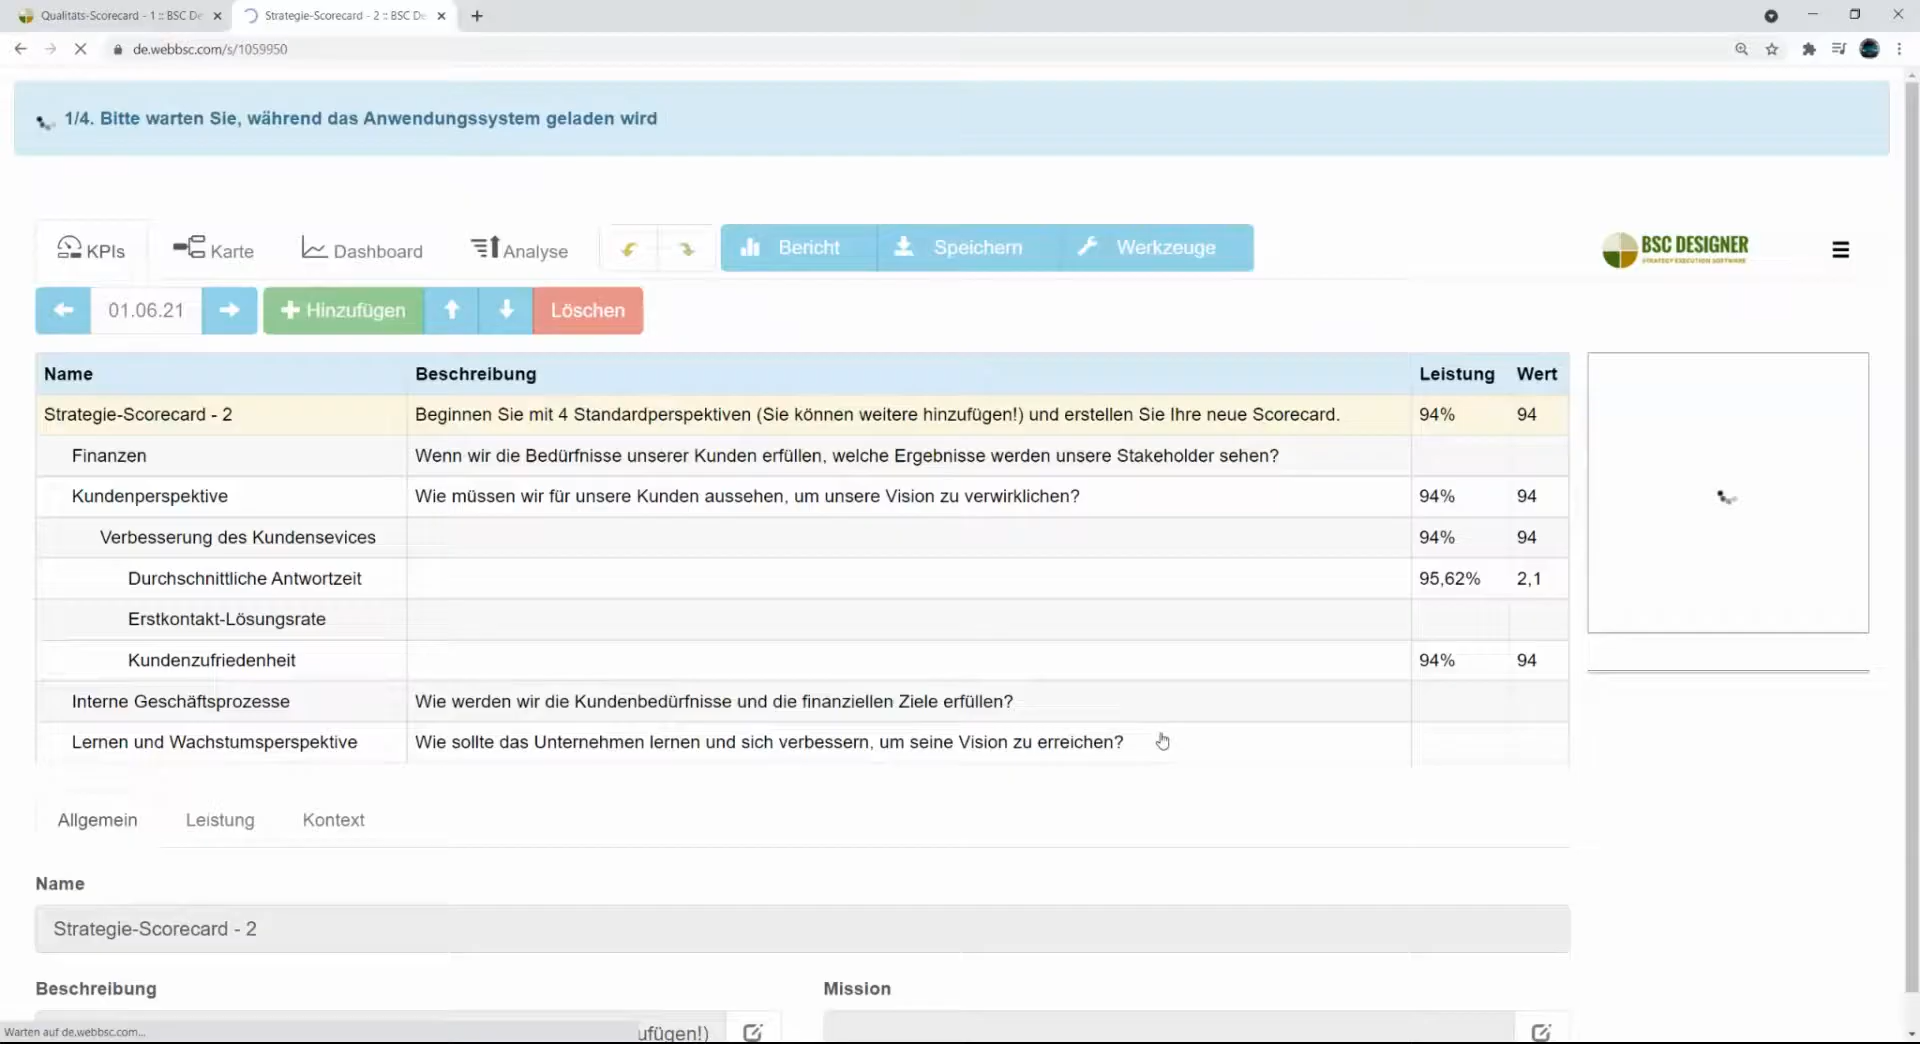 Qualitäts-Scorecard - 1 :: BSC De
Strategie-Scorecard - 2 :: BSC De
de.webbsc.com/s/1059950
1/4. Bitte warten Sie, während das Anwendungssystem geladen wird
KPIs
Karte
Dashboard
Analyse
Bericht
Speichern
Werkzeuge
BSC DESIGNER
STRATEGY EXECUTION SOFTWARE
01.06.21
Hinzufügen
Löschen
Name Beschreibung Leistung Wert
Strategie-Scorecard - 2 Beginnen Sie mit 4 Standardperspektiven (Sie können weitere hinzufügen!) und erstellen Sie Ihre neue Scorecard. 94% 94
Finanzen Wenn wir die Bedürfnisse unserer Kunden erfüllen, welche Ergebnisse werden unsere Stakeholder sehen?
Kundenperspektive Wie müssen wir für unsere Kunden aussehen, um unsere Vision zu verwirklichen? 94% 94
Verbesserung des Kundensevices 94% 94
Durchschnittliche Antwortzeit 95,62% 2,1
Erstkontakt-Lösungsrate
Kundenzufriedenheit 94% 94
Interne Geschäftsprozesse Wie werden wir die Kundenbedürfnisse und die finanziellen Ziele erfüllen?
Lernen und Wachstumsperspektive Wie sollte das Unternehmen lernen und sich verbessern, um seine Vision zu erreichen?
Allgemein
Leistung
Kontext
Name
Strategie-Scorecard - 2
Beschreibung
Mission
ufügen!)
Warten auf de.webbsc.com...